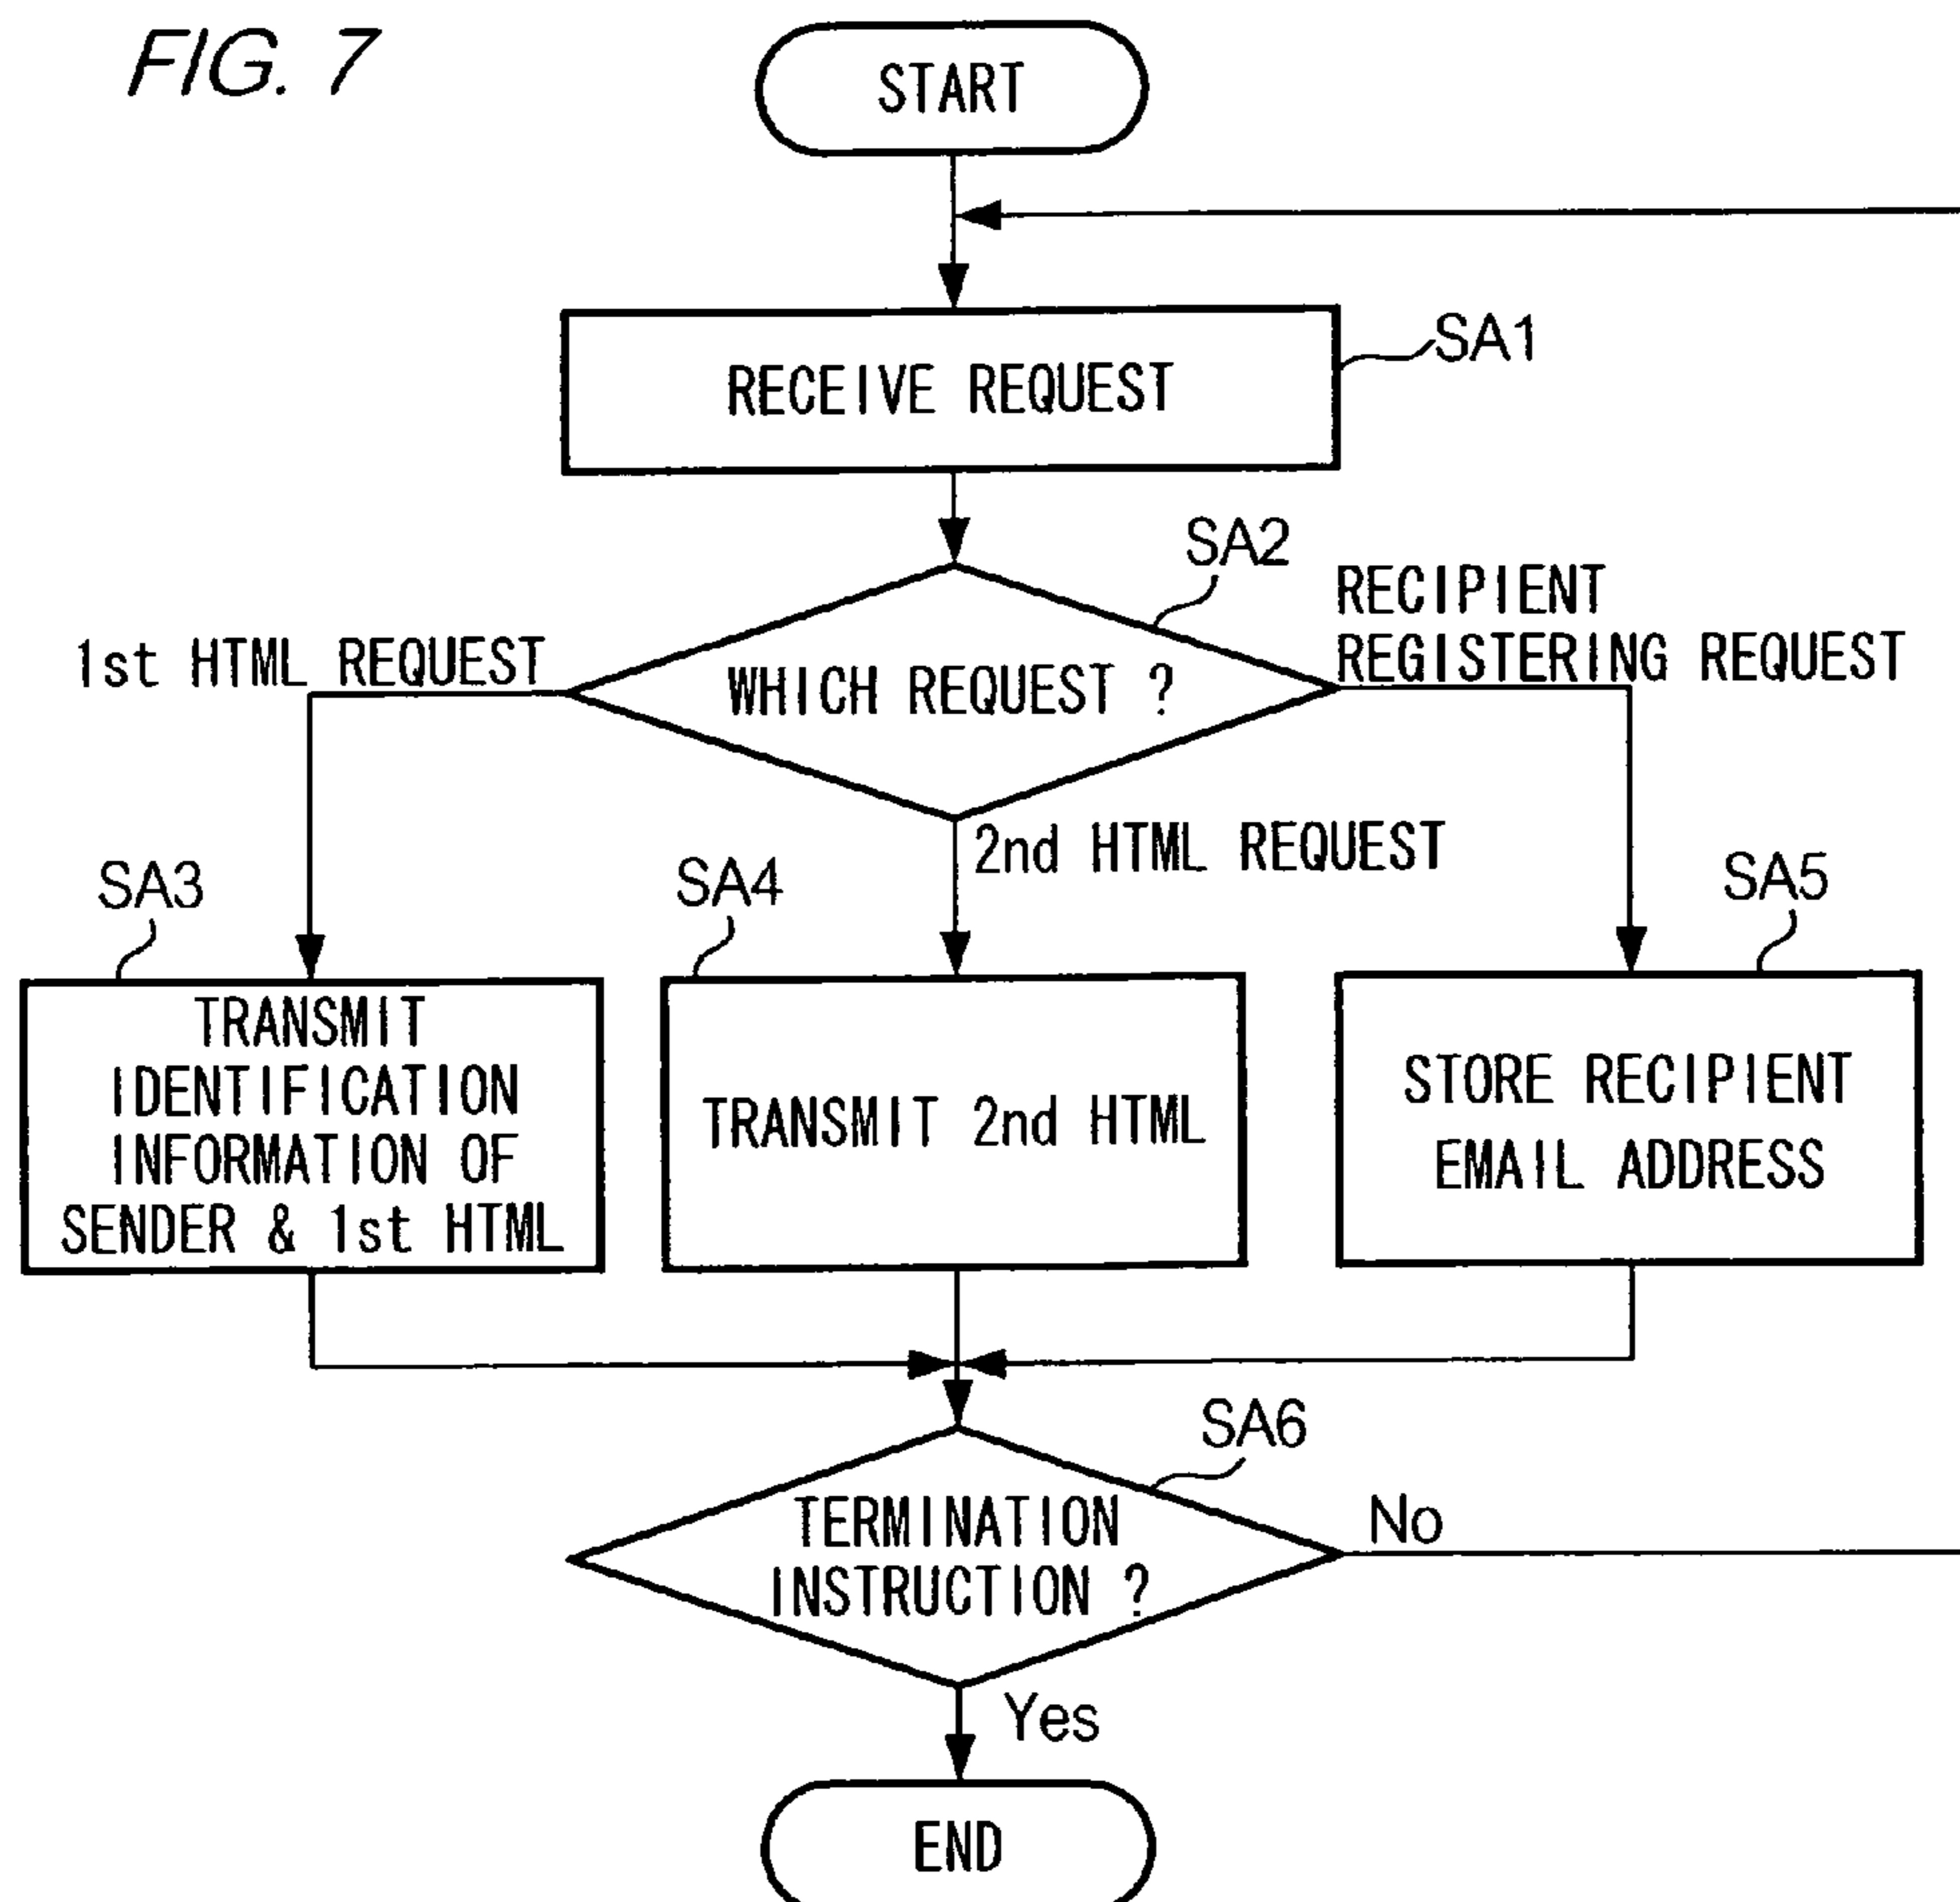 FIG. 7
START
RECEIVE REQUEST
SA1
SA2
WHICH REQUEST ?
1st HTML REQUEST
RECIPIENT
REGISTERING REQUEST
2nd HTML REQUEST
SA3
TRANSMIT
IDENTIFICATION
INFORMATION OF
SENDER & 1st HTML
SA4
TRANSMIT 2nd HTML
SA5
STORE RECIPIENT
EMAIL ADDRESS
SA6
TERMINATION
INSTRUCTION ?
No
Yes
END